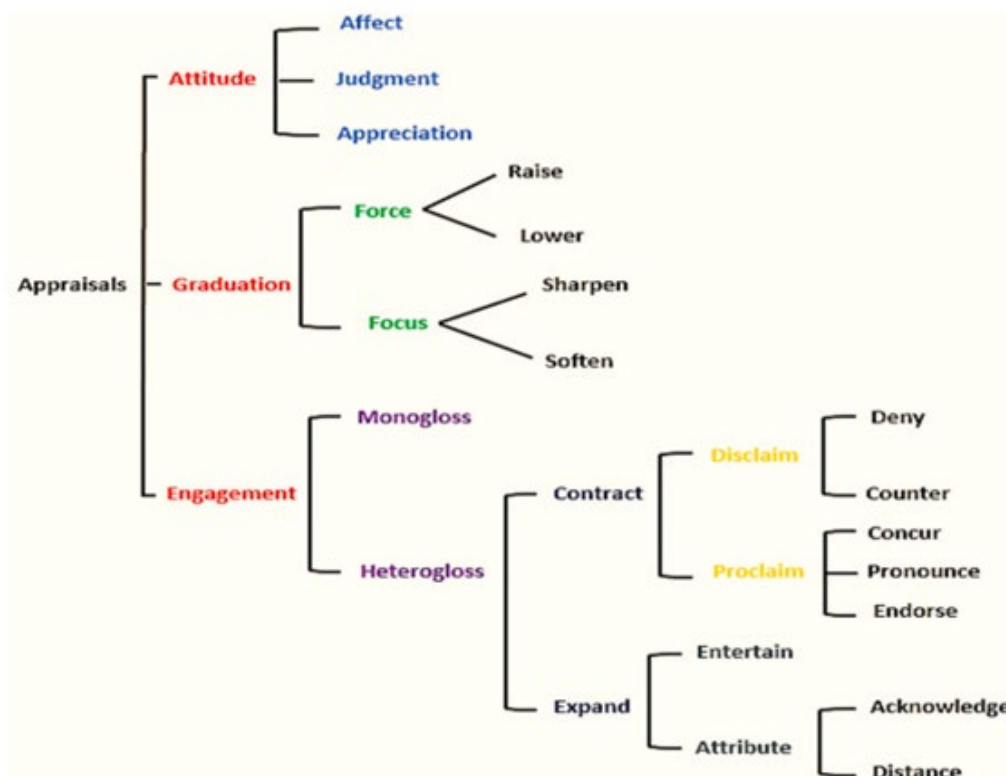 Affect
Attitude
Judgment
Appreciation
Raise
Force
Lower
Appraisals
Graduation
Sharpen
Focus
Soften
Monogloss
Deny
Disclaim
Engagement
Contract
Counter
Concur
Heterogloss
Proclaim
Pronounce
Endorse
Entertain
Expand
Acknowledge
Attribute
Distance